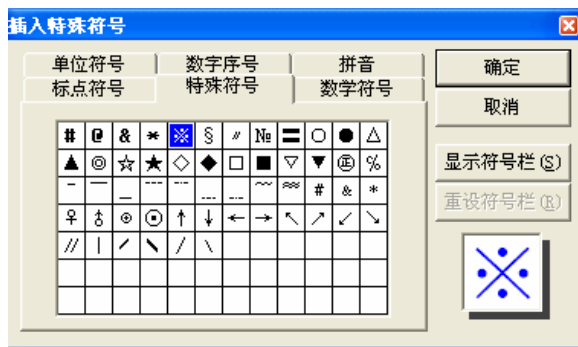 插入特殊符号
单位符号 数字序号 拼音
标点符号 特殊符号 数学符号
确定
取消
显示符号栏(S)
重设符号栏(R)
# @ & * ※ § 〃 № 〓 ○ ● △
▲ ◎ ☆ ★ ◇ ◆ □ ■ ▽ ▼ ㊣ ℅
ˉ ￣ ＿ ﹉ ﹊ ﹍ ﹎ ﹋ ﹌ ﹟ ﹠ ﹡
♀ ♂ ⊕ ⊙ ↑ ↓ ← → ↖ ↗ ↙ ↘
∥ ∣ ／ ＼ ∕ ﹨
※